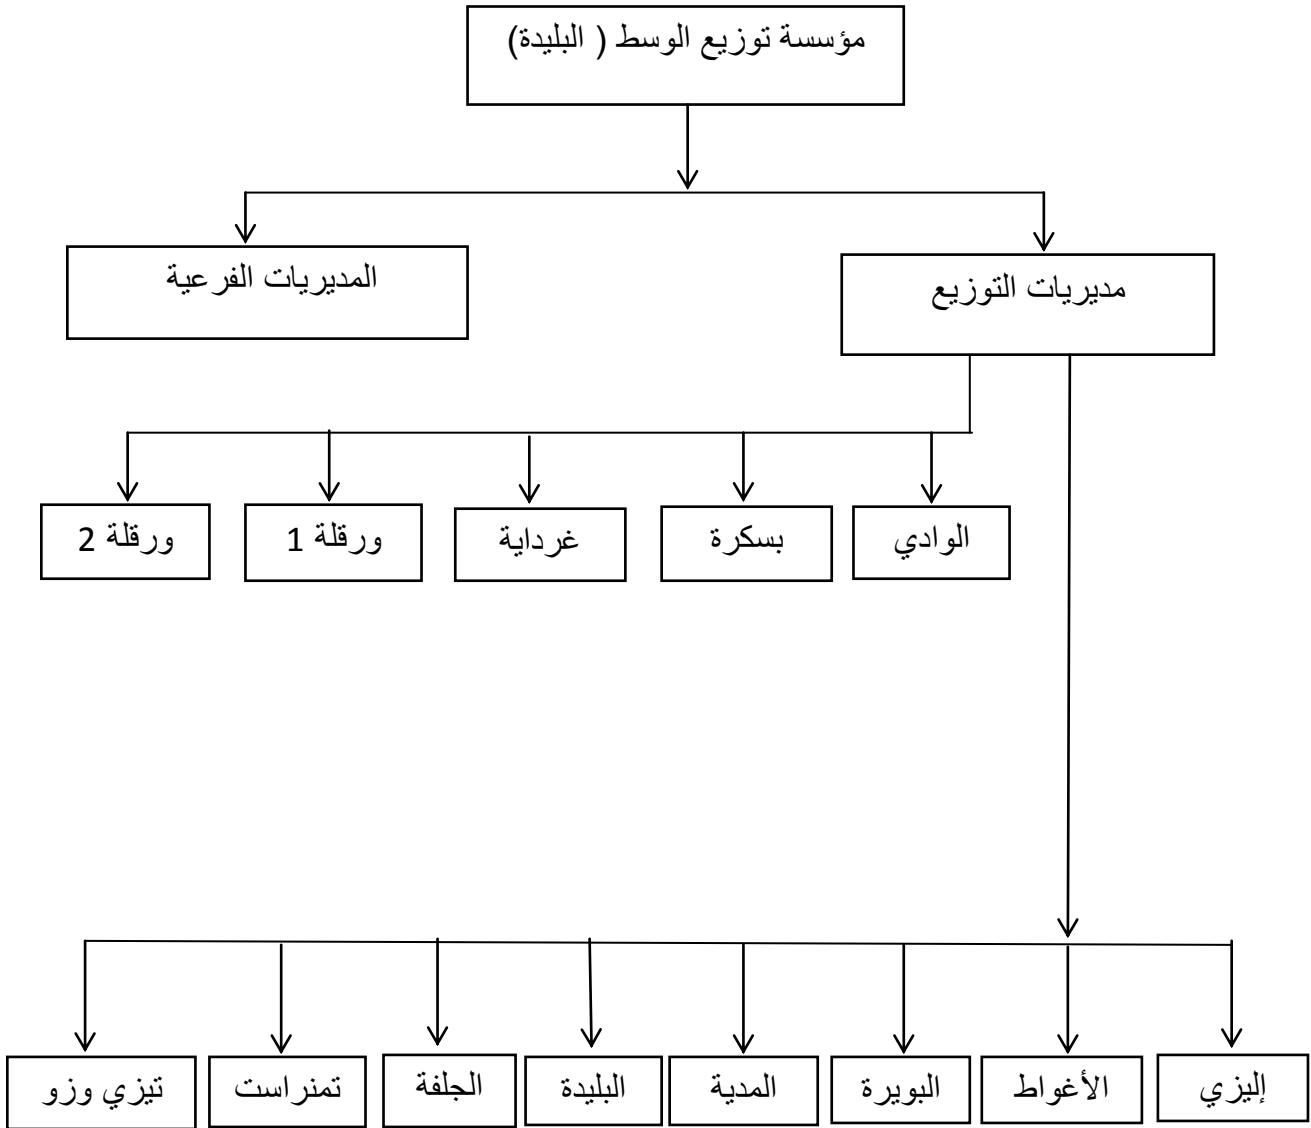 مؤسسة توزيع الوسط ( البليدة)
مديريات التوزيع
المديريات الفرعية
الوادي
بسكرة
غرداية
ورقلة 1
ورقلة 2
إليزي
الأغواط
البويرة
المدية
البليدة
الجلفة
تمنراست
تيزي وزو